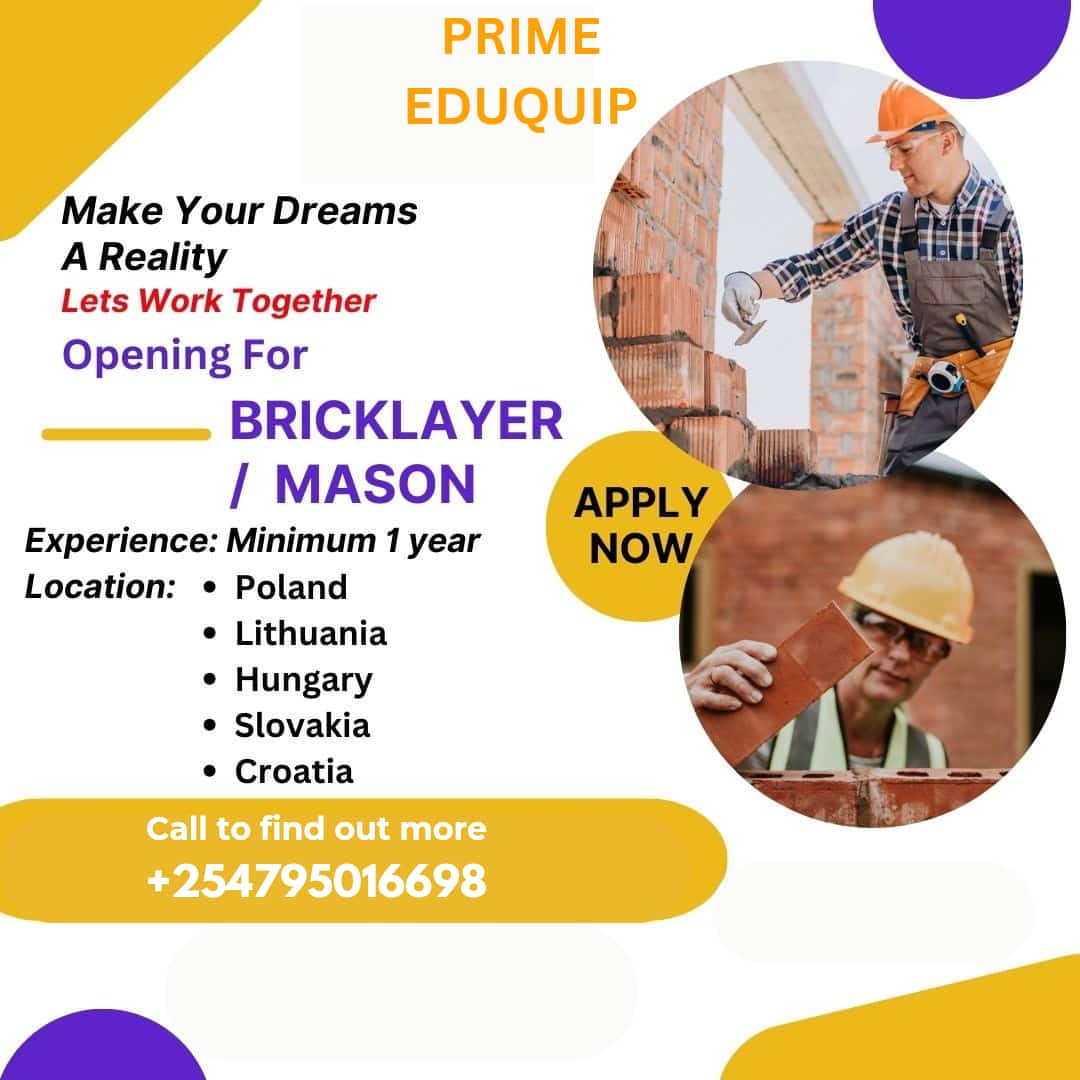 PRIME
EDUQUIP
Make Your Dreams
A Reality
Lets Work Together
Opening For
BRICKLAYER
/ MASON
APPLY
NOW
Experience: Minimum 1 year
Location:
• Poland
• Lithuania
• Hungary
• Slovakia
• Croatia
Call to find out more
+254795016698